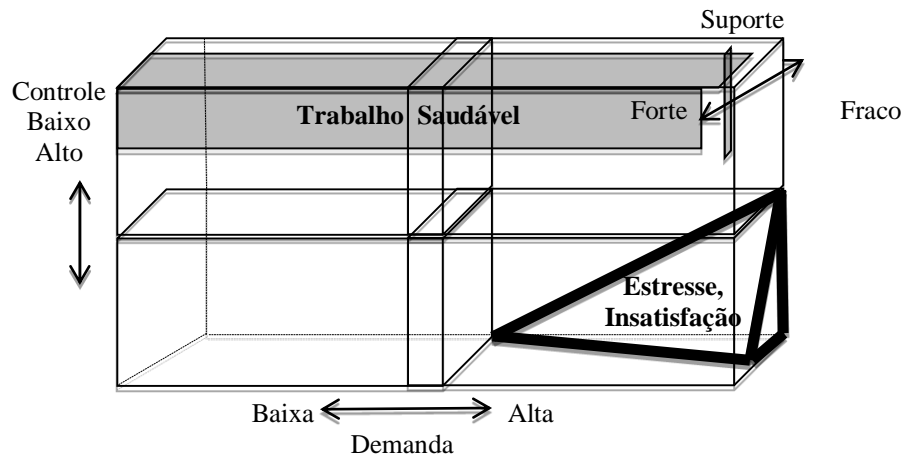 Suporte
Controle
Baixo
Alto
Trabalho Saudável
Forte
Fraco
Estresse,
Insatisfação
Baixa
Alta
Demanda